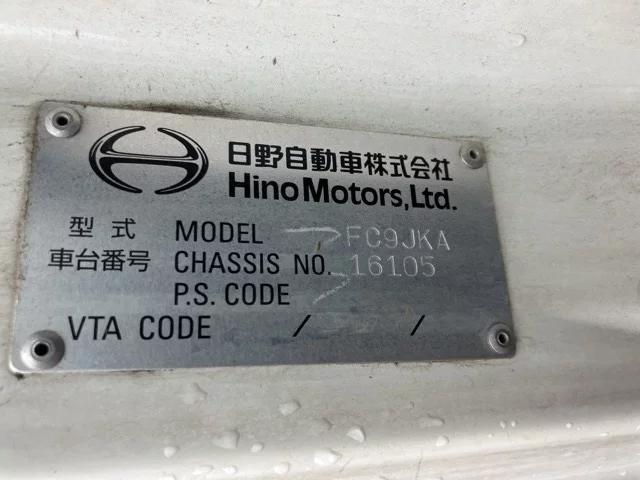 日野自動車株式会社
Hino Motors, Ltd.
型式 MODEL FC9JKA
車台番号 CHASSIS NO. 16105
P.S. CODE
VTA CODE / /